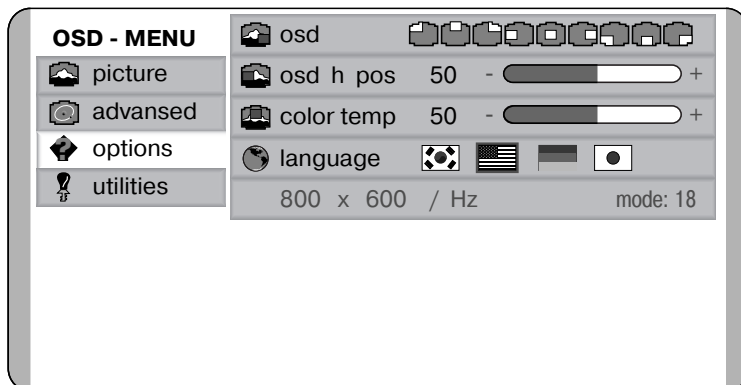 OSD - MENU
picture
advansed
options
utilities
osd
osd h pos 50 - +
color temp 50 - +
language
800 x 600 / Hz mode: 18